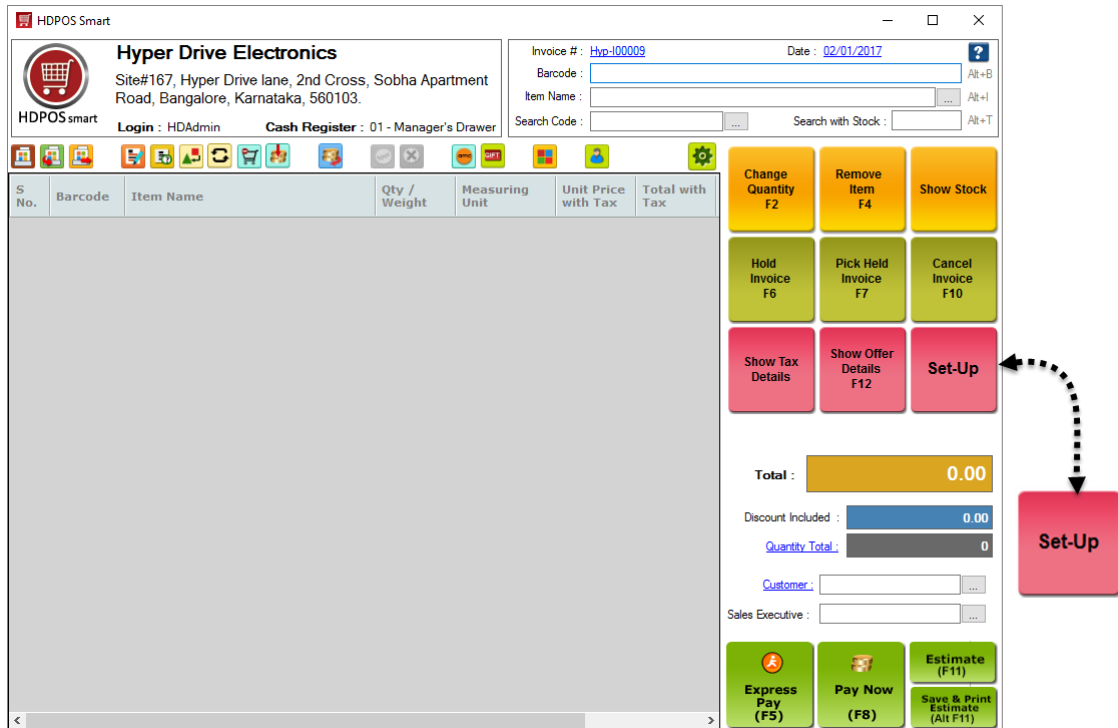 HDPOS Smart
Hyper Drive Electronics
Site#167, Hyper Drive lane, 2nd Cross, Sobha Apartment
Road, Bangalore, Karnataka, 560103.
HDPOS smart
Login : HDAdmin Cash Register : 01 - Manager's Drawer
Invoice # : Hyp-I00009 Date : 02/01/2017 ?
Barcode : Alt+B
Item Name : ... Alt+I
Search Code : ... Search with Stock : Alt+T
amc GIFT
S No. Barcode Item Name Qty / Weight Measuring Unit Unit Price with Tax Total with Tax
Change
Quantity
F2
Remove
Item
F4
Show Stock
Hold
Invoice
F6
Pick Held
Invoice
F7
Cancel
Invoice
F10
Show Tax
Details
Show Offer
Details
F12
Set-Up
Total : 0.00
Discount Included : 0.00
Quantity Total : 0
Set-Up
Customer : ...
Sales Executive : ...
Express
Pay
(F5)
Pay Now
(F8)
Estimate
(F11)
Save & Print
Estimate
(Alt F11)